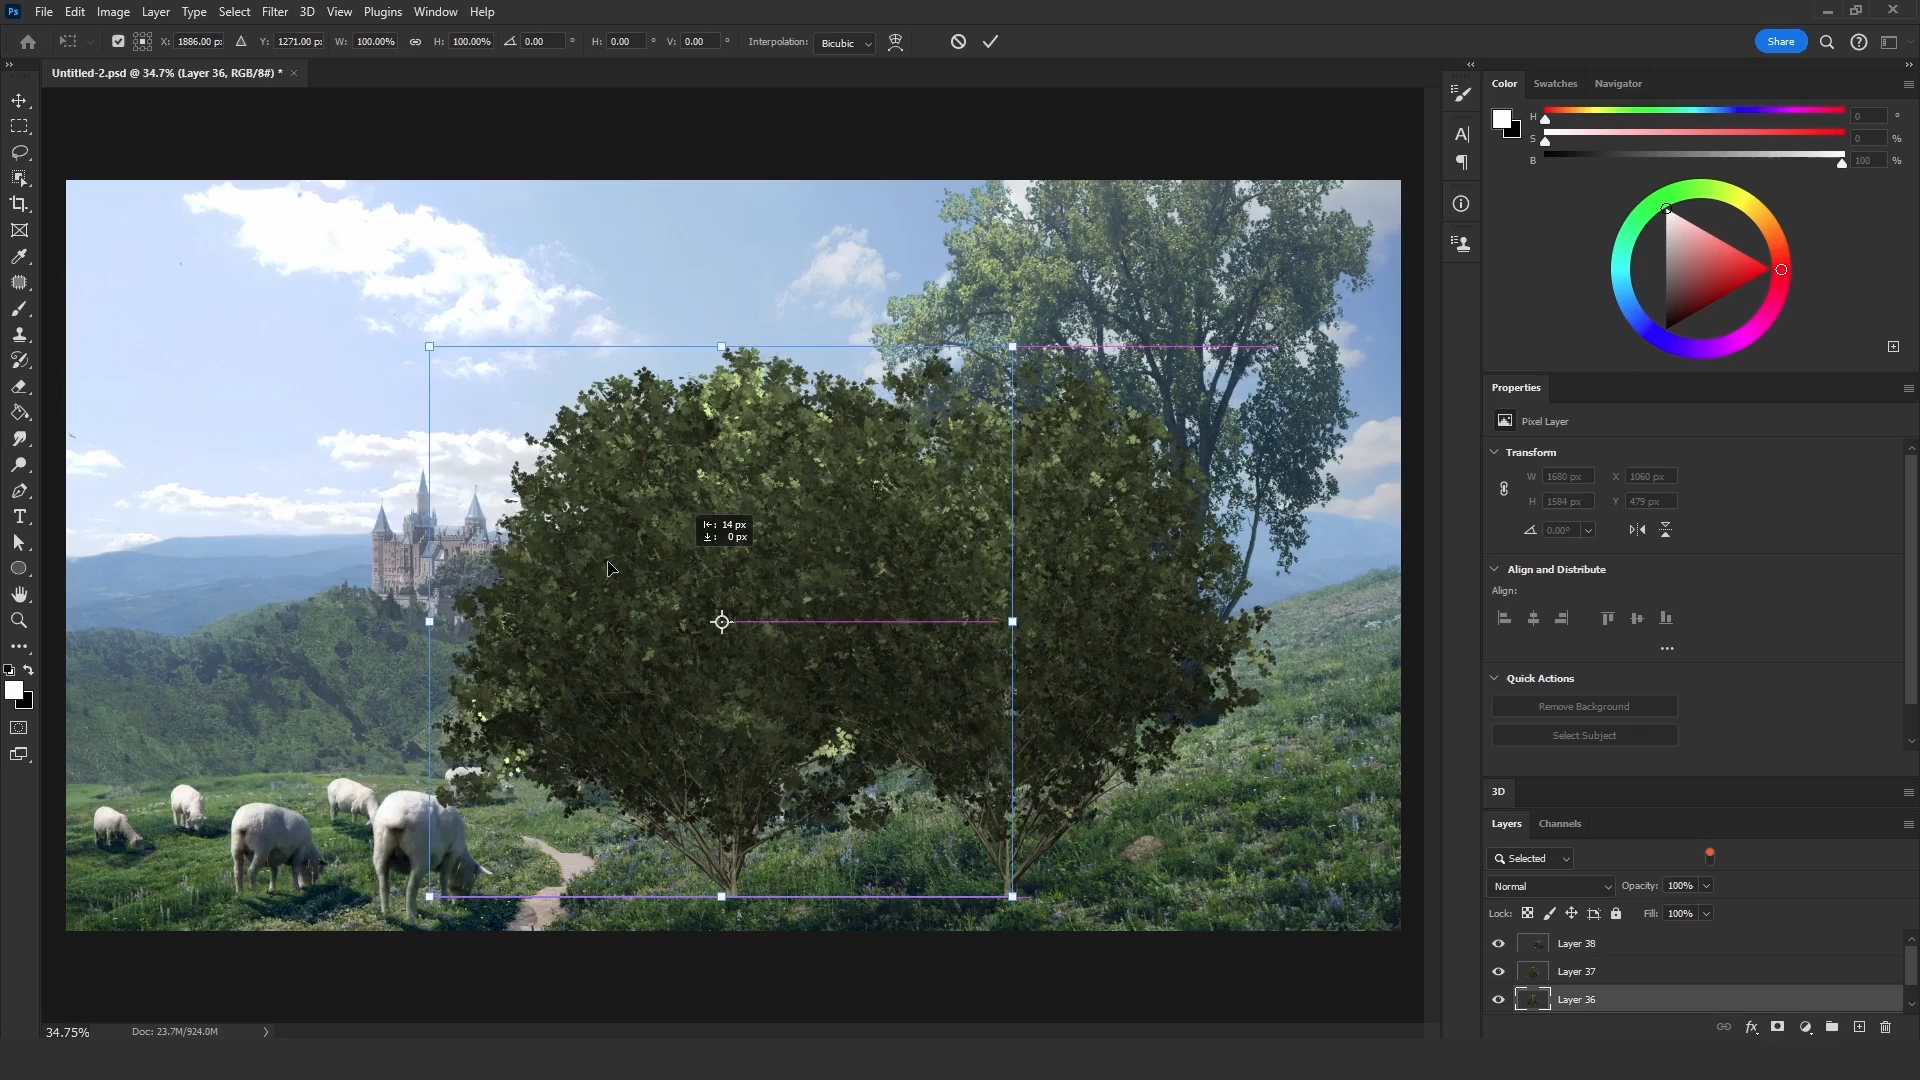 Ps File Edit Image Layer Type Select Filter 3D View Plugins Window Help
X: 1886.00 p: Y: 1271.00 p: W: 100.00% H: 100.00% 0.00 ° H: 0.00 ° V: 0.00 ° Interpolation: Bicubic Share
Untitled-2.psd @ 34.7% (Layer 36, RGB/8#) * ×
Color Swatches Navigator
H 0 °
S 0 %
B 100 %
Properties
Pixel Layer
Transform
W 1680 px X 1060 px
H 1584 px Y 479 px
0.00°
14 px
0 px
Align and Distribute
Align:
Quick Actions
Remove Background
Select Subject
3D
Layers Channels
Selected
Normal Opacity: 100%
Lock: Fill: 100%
Layer 38
Layer 37
Layer 36
34.75% Doc: 23.7M/924.0M